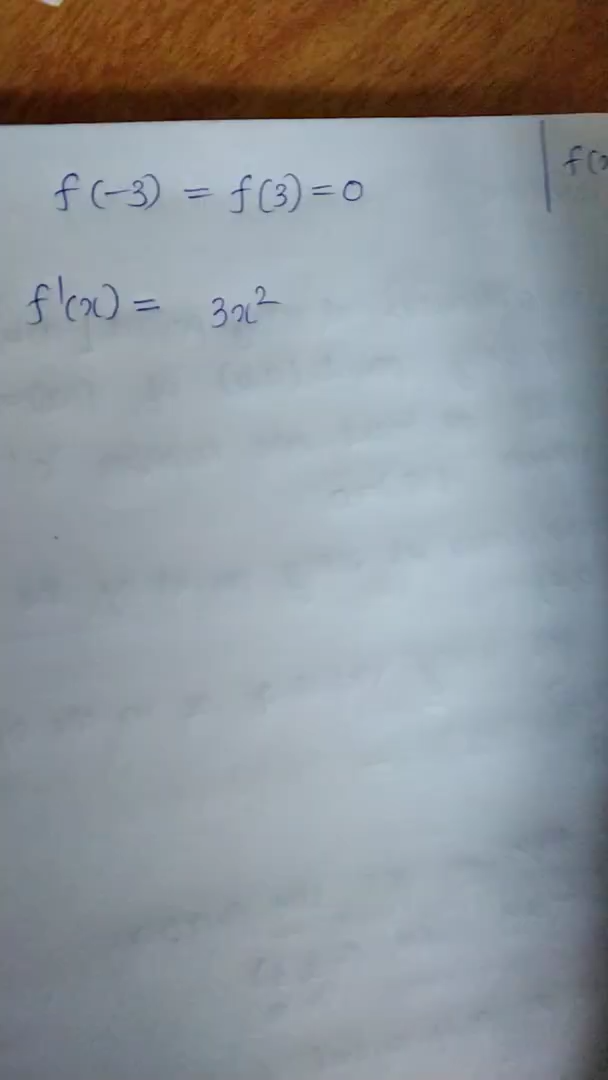 f(-3) = f(3) = 0
f'(x) = 3x²